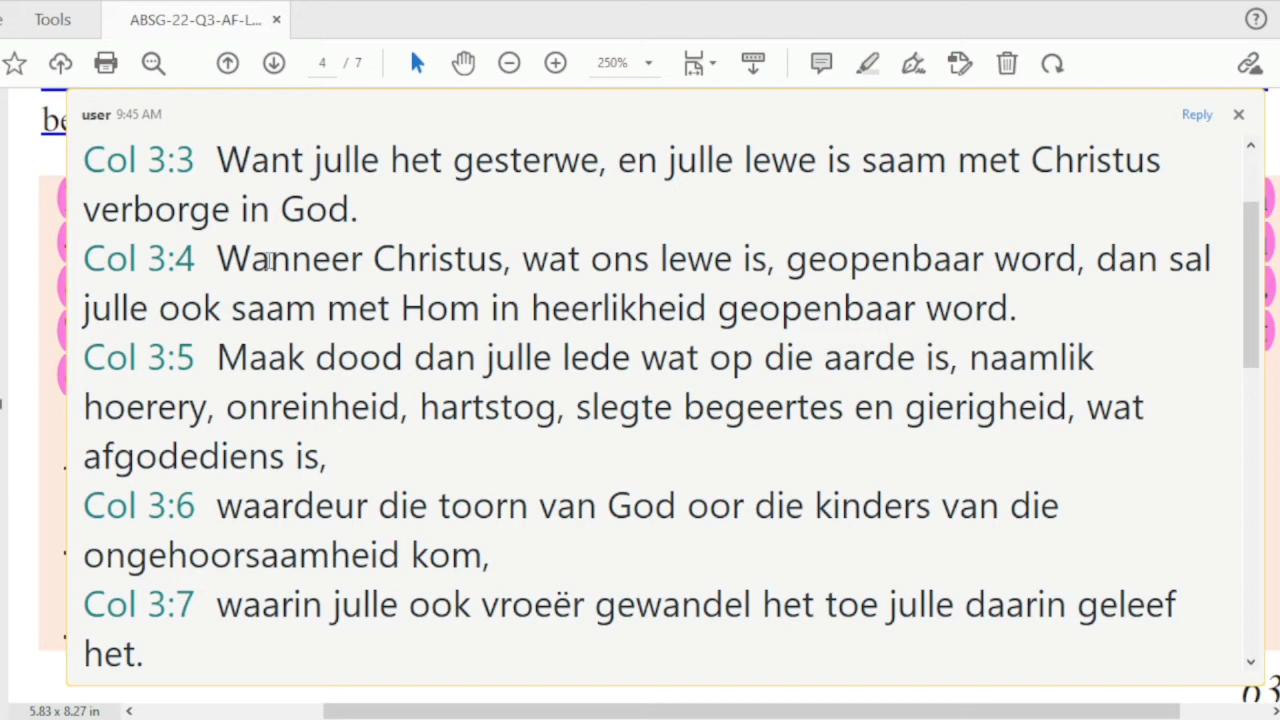 Tools
ABSG-22-Q3-AF-L...
4 / 7
250%
be
user 9:45 AM
Reply
Col 3:3 Want julle het gesterwe, en julle lewe is saam met Christus
verborge in God.
Col 3:4 Wanneer Christus, wat ons lewe is, geopenbaar word, dan sal
julle ook saam met Hom in heerlikheid geopenbaar word.
Col 3:5 Maak dood dan julle lede wat op die aarde is, naamlik
hoerery, onreinheid, hartstog, slegte begeertes en gierigheid, wat
afgodediens is,
Col 3:6 waardeur die toorn van God oor die kinders van die
ongehoorsaamheid kom,
Col 3:7 waarin julle ook vroeër gewandel het toe julle daarin geleef
het.
5.83 x 8.27 in